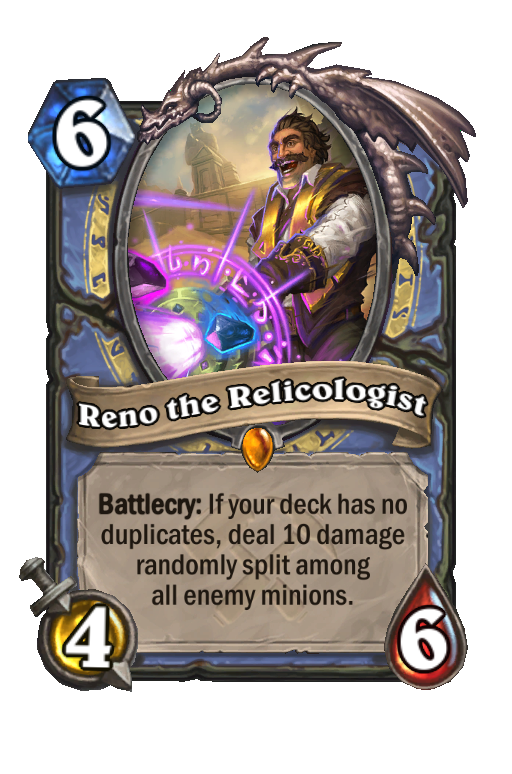 6
Reno the Relicologist
Battlecry: If your deck has no
duplicates, deal 10 damage
randomly split among
all enemy minions.
4
6